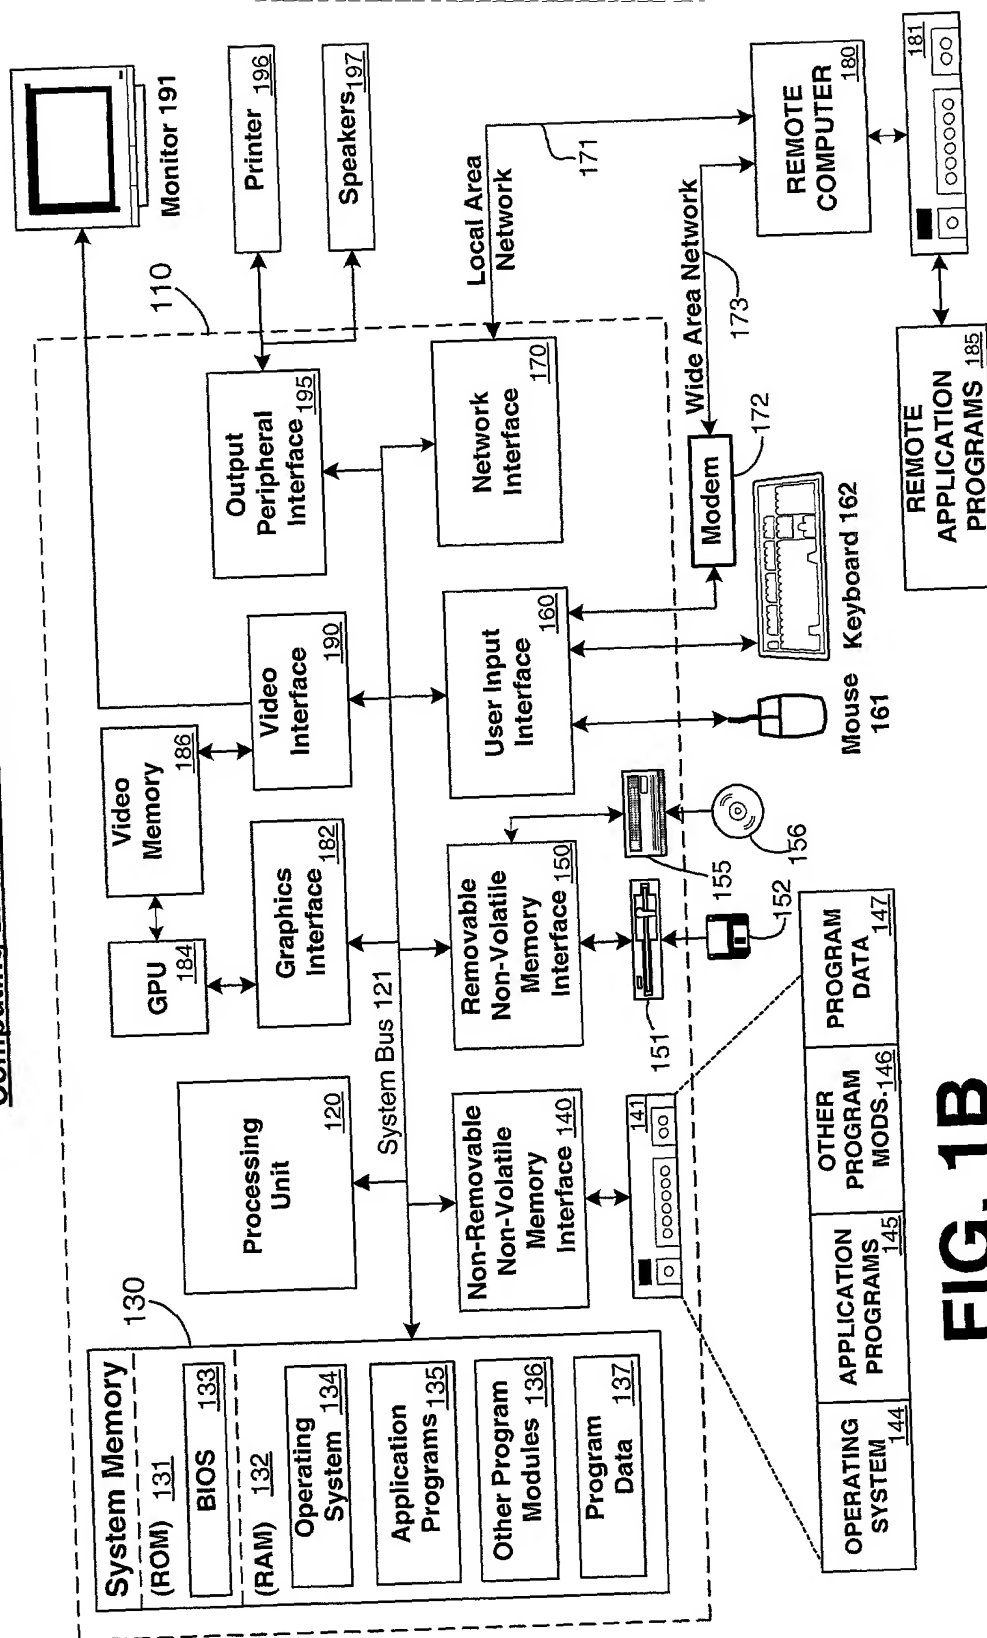 Monitor 191
Printer 196
Speakers 197
110
Output
Peripheral
Interface 195
Network
Interface
170
Local Area
Network
171
Wide Area Network
173
Modem
172
REMOTE
COMPUTER
180
181
REMOTE
APPLICATION
PROGRAMS 185
Video
Memory
186
Video
Interface
190
GPU
184
Graphics
Interface
182
User Input
Interface
160
Mouse
161
Keyboard 162
Processing
Unit
120
System Bus 121
Removable
Non-Volatile
Memory
Interface 150
155
156
151
152
Non-Removable
Non-Volatile
Memory
Interface 140
141
130
System Memory
(ROM) 131
BIOS 133
(RAM) 132
Operating
System 134
Application
Programs 135
Other Program
Modules 136
Program
Data 137
OPERATING
SYSTEM 144
APPLICATION
PROGRAMS 145
OTHER
PROGRAM
MODS. 146
PROGRAM
DATA 147
FIG. 1B